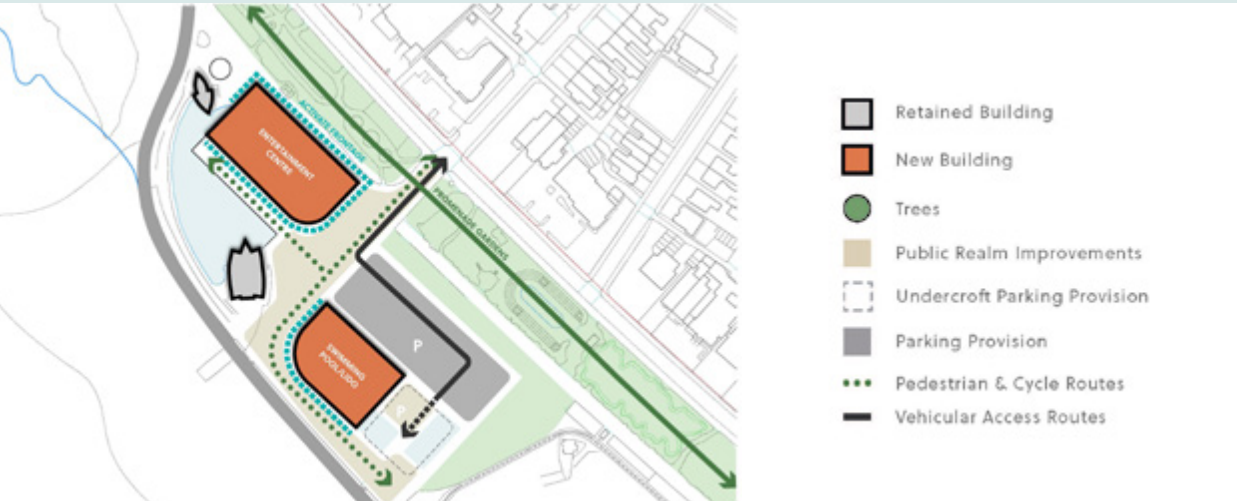 ACTIVATE FRONTAGE
ENTERTAINMENT
CENTRE
PROMENADE GARDENS
P
SWIMMING
POOL/LIDO
P
Retained Building
New Building
Trees
Public Realm Improvements
Undercroft Parking Provision
Parking Provision
Pedestrian & Cycle Routes
Vehicular Access Routes